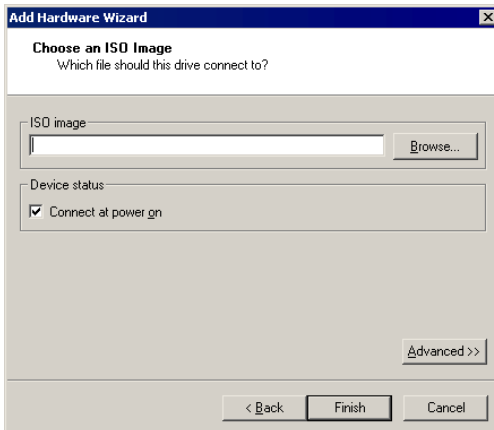 Add Hardware Wizard
Choose an ISO Image
Which file should this drive connect to?
ISO image
Browse...
Device status
Connect at power on
Advanced >>
< Back
Finish
Cancel